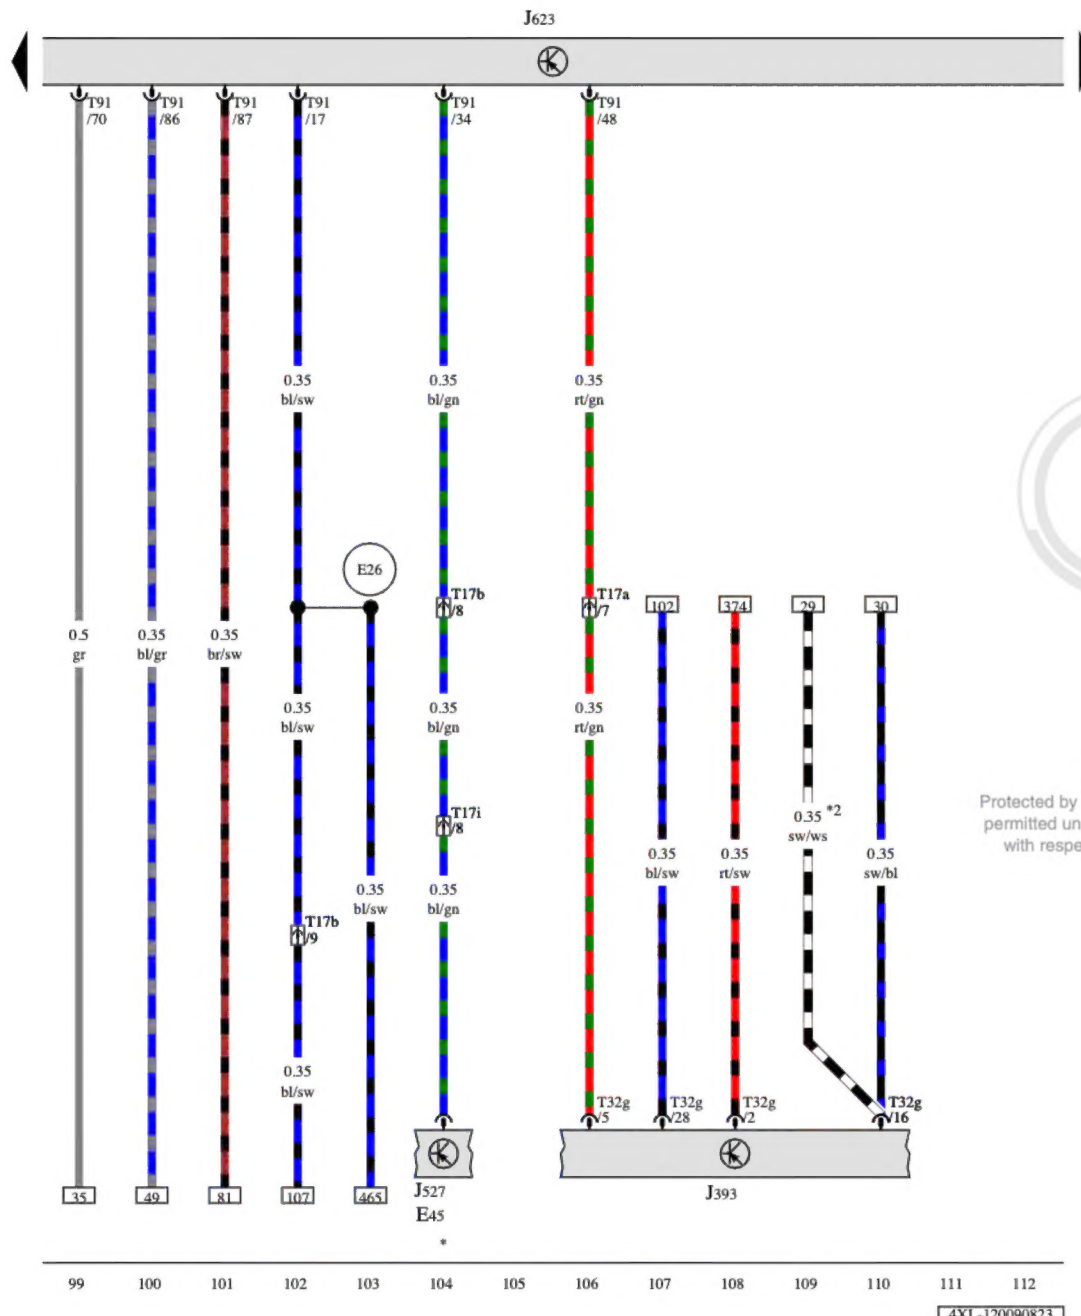 J623
T91 T91 T91 T91 T91 T91
/70 /86 /87 /17 /34 /48
0.35 0.35 0.35
bl/sw bl/gn rt/gn
E26
T17b T17a
/8 /7
102 374 29 30
0.5 0.35 0.35
gr bl/gr br/sw
0.35 0.35 0.35
bl/sw bl/gn rt/gn
Protected by
permitted un
with respe
0.35 *2
sw/ws
T17i
/8
0.35 0.35 0.35
bl/sw rt/sw sw/bl
0.35 0.35
bl/sw bl/gn
T17b
/9
0.35
bl/sw
T32g T32g T32g T32g
/5 /28 /2 /16
35 49 81 107 465
J527 J393
E45
*
99 100 101 102 103 104 105 106 107 108 109 110 111 112
4XL-J20090823